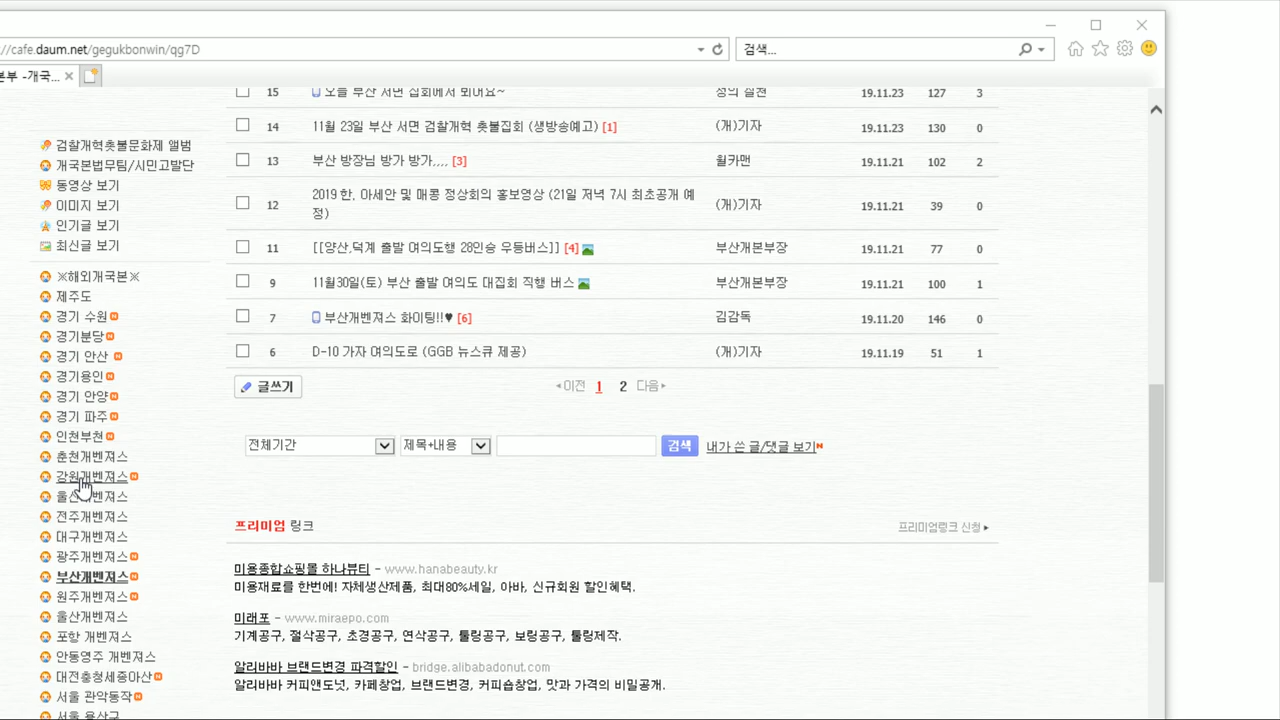 //cafe.daum.net/gegukbonwin/qg7D
검색...
본부 -개국...
검찰개혁촛불문화제 앨범
개국본법무팀/시민고발단
동영상 보기
이미지 보기
인기글 보기
최신글 보기
※해외개국본※
제주도
경기 수원
경기분당
경기 안산
경기용인
경기 안양
경기 파주
인천부천
춘천개벤져스
강원개벤져스
울산개벤져스
전주개벤져스
대구개벤져스
광주개벤져스
부산개벤져스
원주개벤져스
울산개벤져스
포항 개벤져스
안동영주 개벤져스
대전충청세종아산
서울 관악동작
서울 용산구
15 오늘 부산 서면 집회에서 뵈어요~ 정의 실천 19.11.23 127 3
14 11월 23일 부산 서면 검찰개혁 촛불집회 (생방송예고) [1] (개)기자 19.11.23 130 0
13 부산 방장님 방가 방가,,,, [3] 윌카맨 19.11.21 102 2
12 2019 한. 아세안 및 매콩 정상회의 홍보영상 (21일 저녁 7시 최초공개 예정) (개)기자 19.11.21 39 0
11 [[양산,덕계 출발 여의도행 28인승 우등버스]] [4] 부산개본부장 19.11.21 77 0
9 11월30일(토) 부산 출발 여의도 대집회 직행 버스 부산개본부장 19.11.21 100 1
7 부산개벤져스 화이팅!!♥ [6] 김감독 19.11.20 146 0
6 D-10 가자 여의도로 (GGB 뉴스큐 제공) (개)기자 19.11.19 51 1
글쓰기 이전 1 2 다음
전체기간 제목+내용 검색 내가 쓴 글/댓글 보기
프리미엄 링크 프리미엄링크 신청
미용종합쇼핑몰 하나뷰티 - www.hanabeauty.kr
미용재료를 한번에! 자체생산제품, 최대80%세일, 아바, 신규회원 할인혜택.
미래포 - www.miraepo.com
기계공구, 절삭공구, 초경공구, 연삭공구, 툴링공구, 보링공구, 툴링제작.
알리바바 브랜드변경 파격할인 - bridge.alibabadonut.com
알리바바 커피앤도넛, 카페창업, 브랜드변경, 커피숍창업, 맛과 가격의 비밀공개.